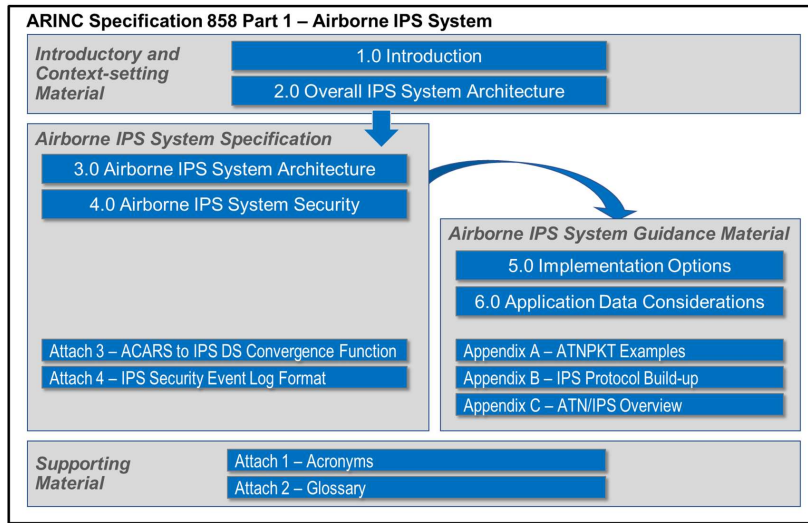 ARINC Specification 858 Part 1 – Airborne IPS System
Introductory and
Context-setting
Material
1.0 Introduction
2.0 Overall IPS System Architecture
Airborne IPS System Specification
3.0 Airborne IPS System Architecture
4.0 Airborne IPS System Security
Attach 3 – ACARS to IPS DS Convergence Function
Attach 4 – IPS Security Event Log Format
Airborne IPS System Guidance Material
5.0 Implementation Options
6.0 Application Data Considerations
Appendix A – ATNPKT Examples
Appendix B – IPS Protocol Build-up
Appendix C – ATN/IPS Overview
Supporting
Material
Attach 1 – Acronyms
Attach 2 – Glossary